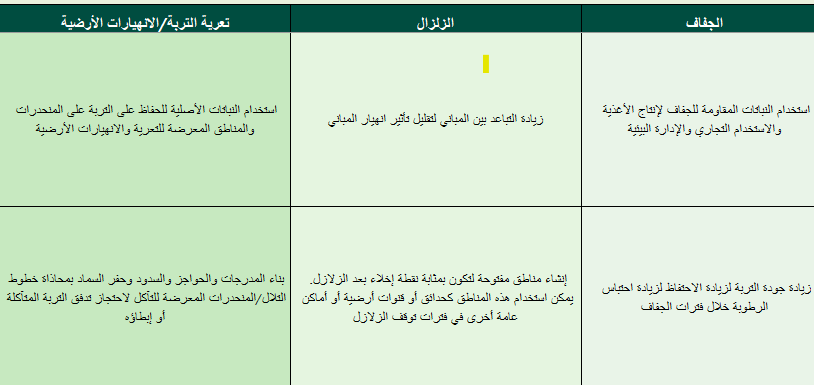 الجفاف
الزلزال
تعرية التربة/الانهيارات الأرضية
استخدام النباتات المقاومة للجفاف لإنتاج الأغذية
والاستخدام التجاري والإدارة البيئية
زيادة التباعد بين المباني لتقليل تأثير انهيار المباني
استخدام النباتات الأصلية للحفاظ على التربة على المنحدرات
والمناطق المعرضة للتعرية والانهيارات الأرضية
زيادة جودة التربة لزيادة الاحتفاظ لزيادة احتباس
الرطوبة خلال فترات الجفاف
إنشاء مناطق مفتوحة لتكون بمثابة نقطة إخلاء بعد الزلازل.
يمكن استخدام هذه المناطق كحدائق أو قنوات أرضية أو أماكن
عامة أخرى في فترات توقف الزلازل
بناء المدرجات والحواجز والسدود وحفر السماد بمحاذاة خطوط
التلال/المنحدرات المعرضة للتآكل لاحتجاز تدفق التربة المتآكلة
أو إبطاؤه